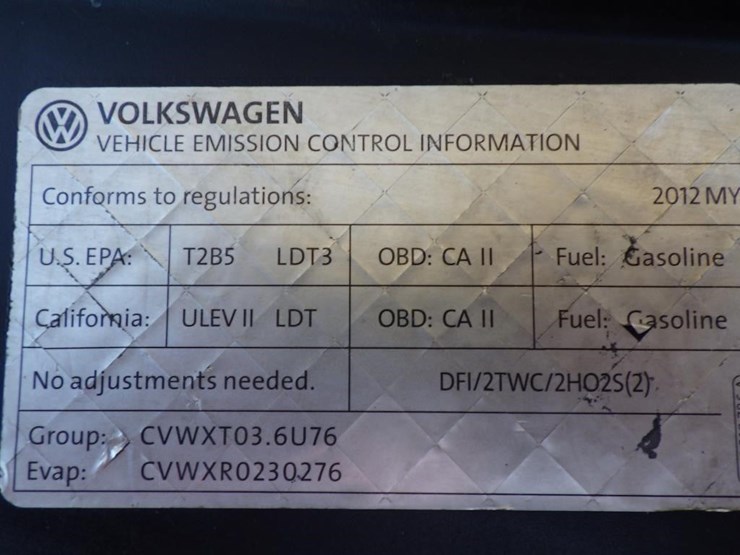 VOLKSWAGEN
VEHICLE EMISSION CONTROL INFORMATION
Conforms to regulations: 2012 MY
U.S. EPA: T2B5 LDT3 OBD: CA II Fuel: Gasoline
California: ULEV II LDT OBD: CA II Fuel: Gasoline
No adjustments needed. DFI/2TWC/2HO2S(2)
Group: CVWXT03.6U76
Evap: CVWXR0230276